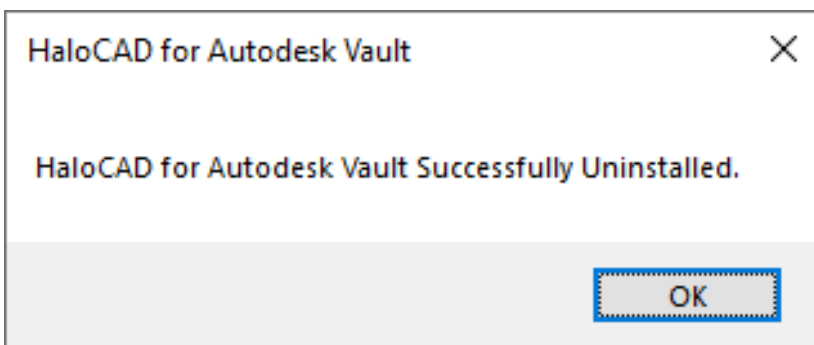 HaloCAD for Autodesk Vault
HaloCAD for Autodesk Vault Successfully Uninstalled.
OK